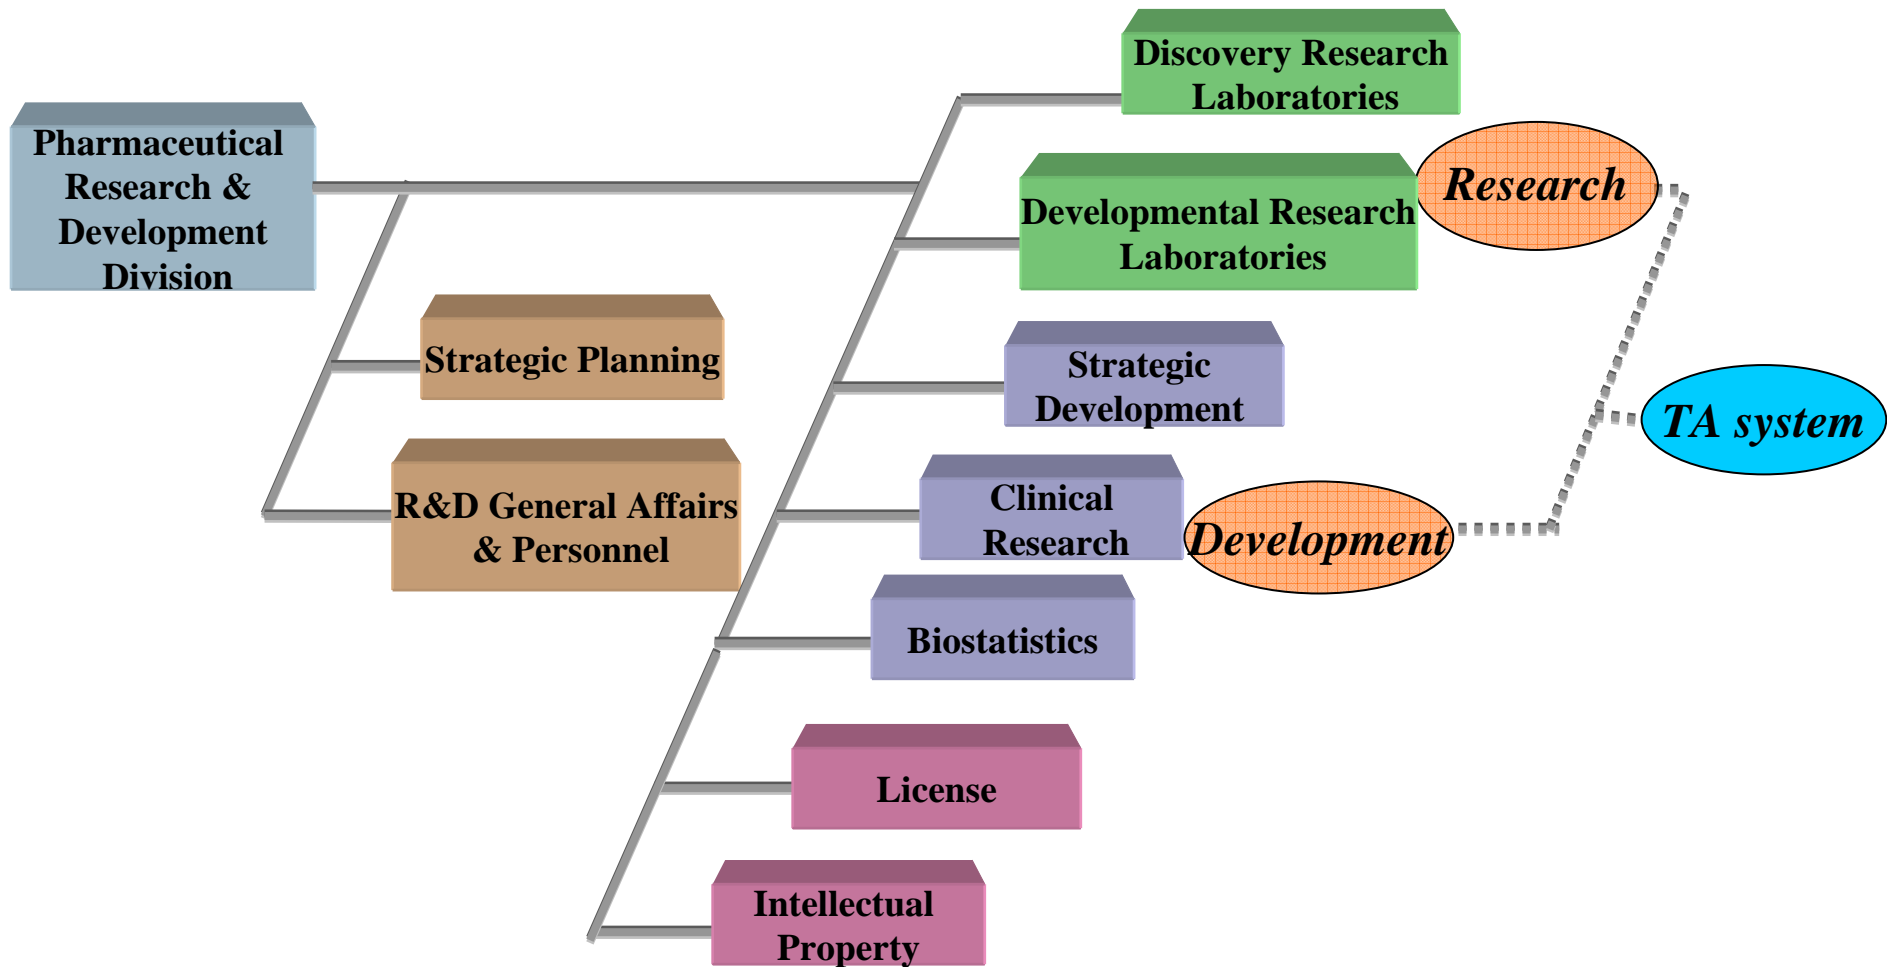 Pharmaceutical
Research &
Development
Division
Strategic Planning
R&D General Affairs
& Personnel
Discovery Research
Laboratories
Developmental Research
Laboratories
Research
Strategic
Development
Clinical
Research
Development
TA system
Biostatistics
License
Intellectual
Property